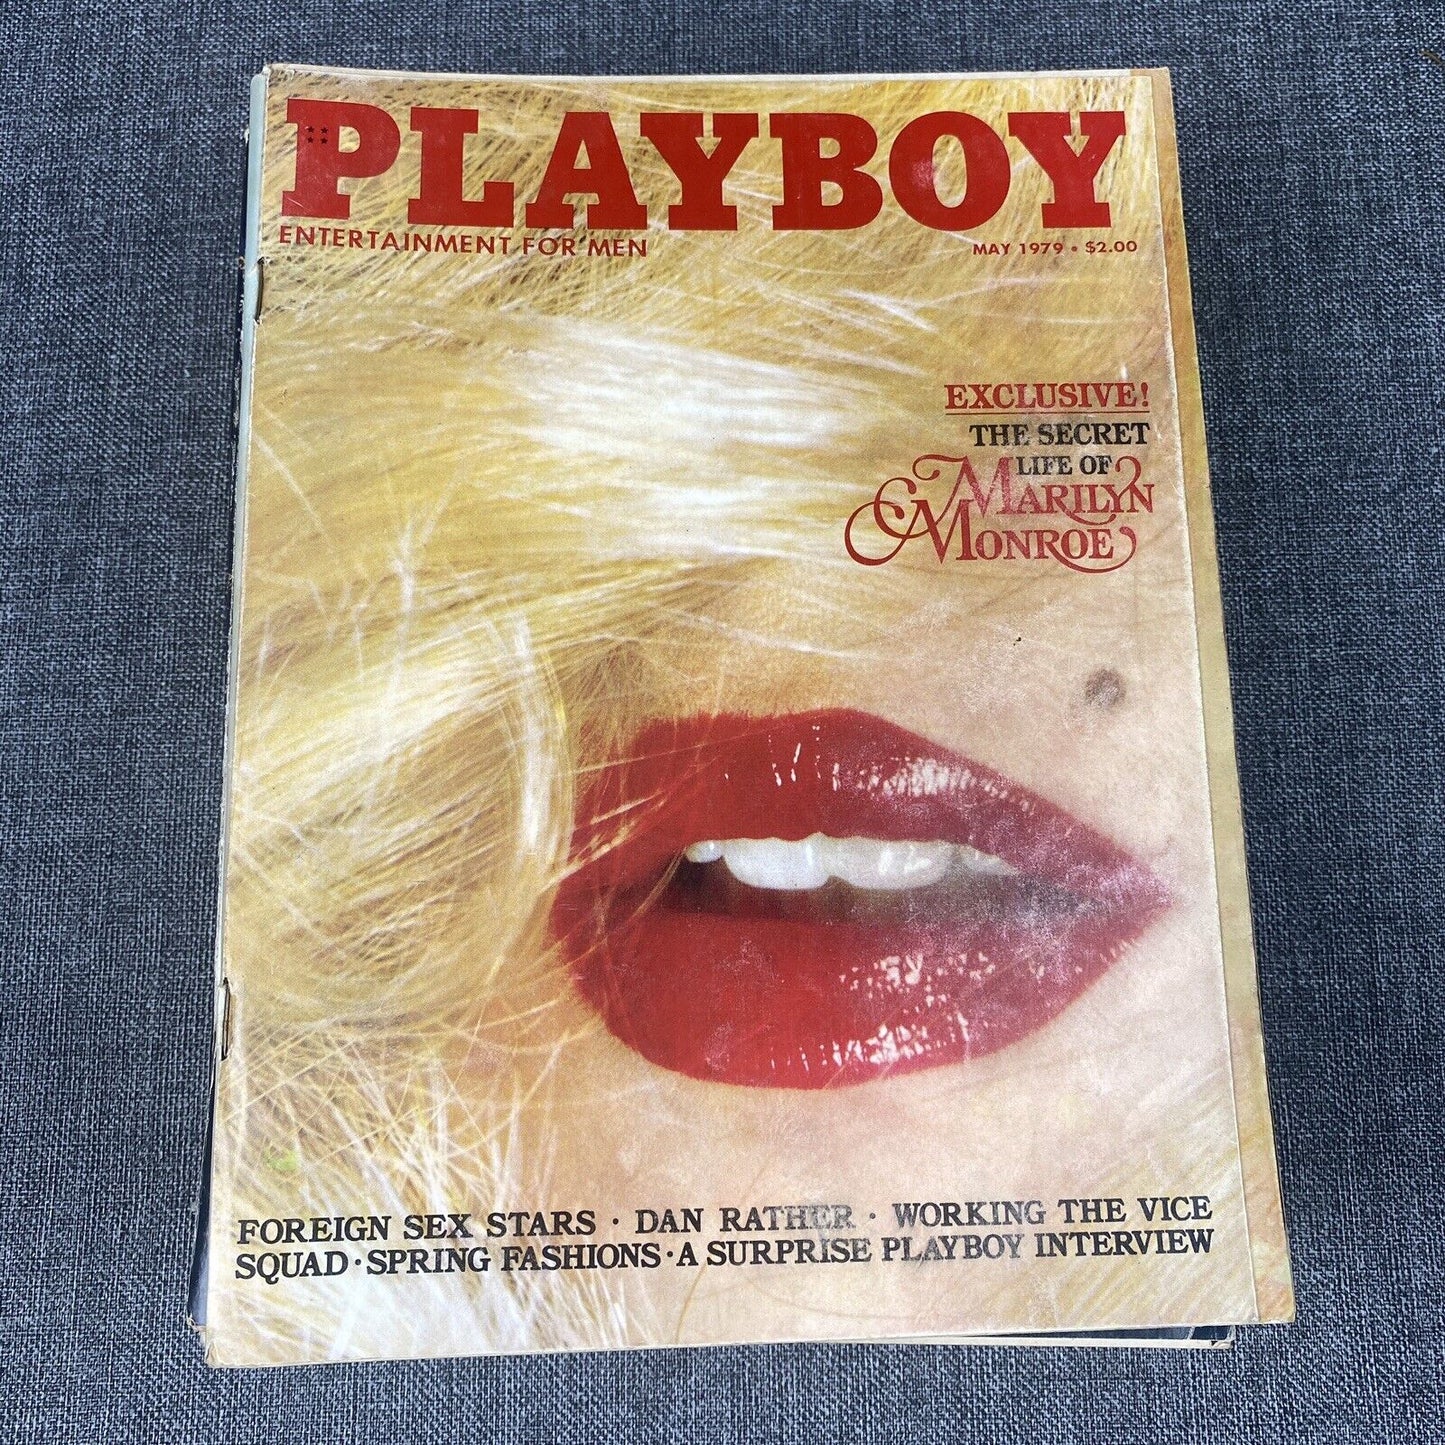 PLAYBOY
ENTERTAINMENT FOR MEN
MAY 1979 • $2.00
EXCLUSIVE!
THE SECRET
LIFE OF
MARILYN
MONROE
FOREIGN SEX STARS · DAN RATHER · WORKING THE VICE
SQUAD · SPRING FASHIONS · A SURPRISE PLAYBOY INTERVIEW